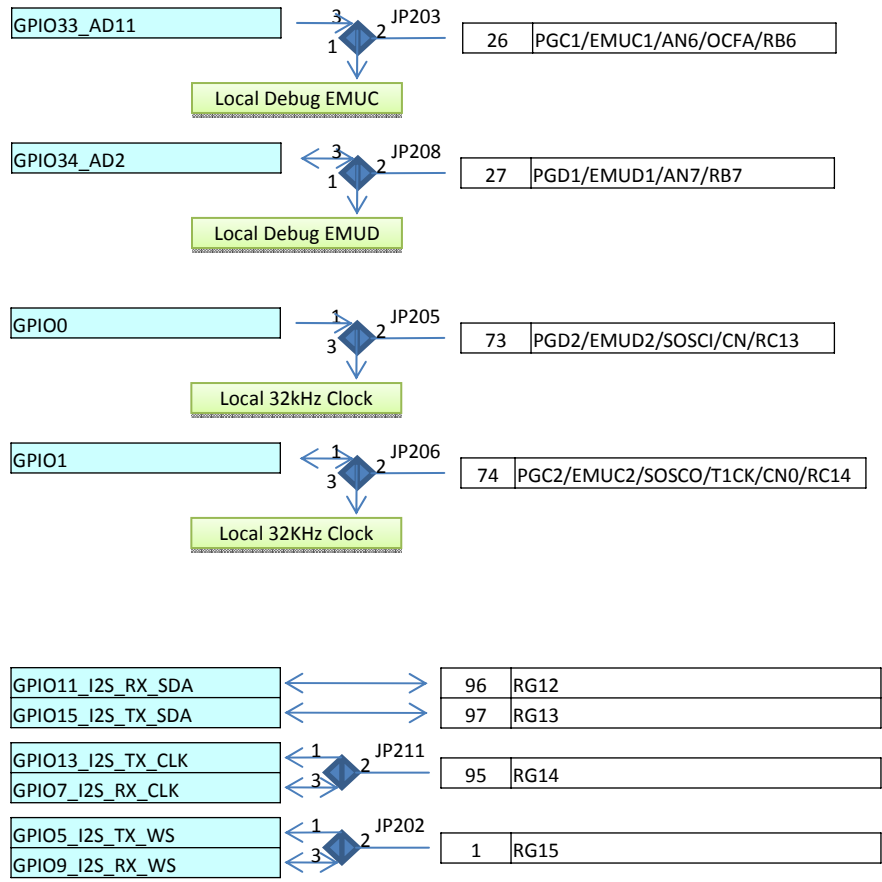 GPIO33_AD11 3 JP203
1 2 26 PGC1/EMUC1/AN6/OCFA/RB6
Local Debug EMUC
GPIO34_AD2 3 JP208
1 2 27 PGD1/EMUD1/AN7/RB7
Local Debug EMUD
GPIO0 1 JP205
3 2 73 PGD2/EMUD2/SOSCI/CN/RC13
Local 32kHz Clock
GPIO1 1 JP206
3 2 74 PGC2/EMUC2/SOSCO/T1CK/CN0/RC14
Local 32KHz Clock
GPIO11_I2S_RX_SDA 96 RG12
GPIO15_I2S_TX_SDA 97 RG13
GPIO13_I2S_TX_CLK 1 2 JP211
GPIO7_I2S_RX_CLK 3 95 RG14
GPIO5_I2S_TX_WS 1 2 JP202
GPIO9_I2S_RX_WS 3 1 RG15